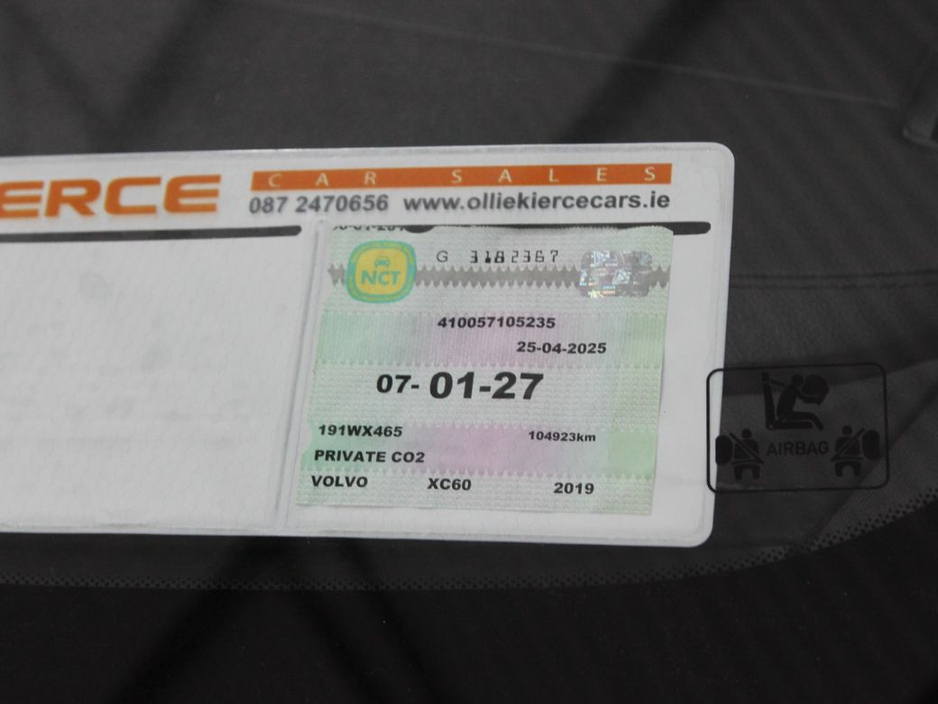 ERCE
CAR SALES
087 2470656 www.olliekiercecars.ie
NCT
G 3182367
410057105235
25-04-2025
07-01-27
191WX465 104923km
PRIVATE CO2
VOLVO XC60 2019
AIRBAG